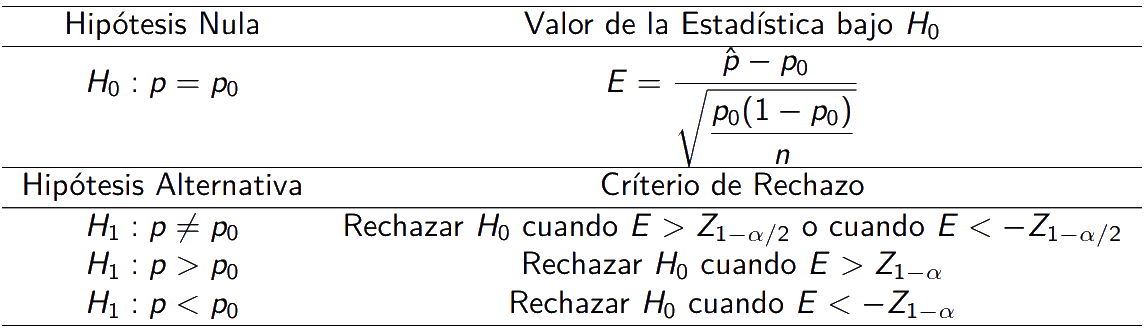 Hipótesis Nula Valor de la Estadística bajo H₀
H₀ : p = p₀ E = (p̂ − p₀) / √(p₀(1 − p₀) / n)
Hipótesis Alternativa Críterio de Rechazo
H₁ : p ≠ p₀ Rechazar H₀ cuando E > Z₁₋α/₂ o cuando E < −Z₁₋α/₂
H₁ : p > p₀ Rechazar H₀ cuando E > Z₁₋α
H₁ : p < p₀ Rechazar H₀ cuando E < −Z₁₋α